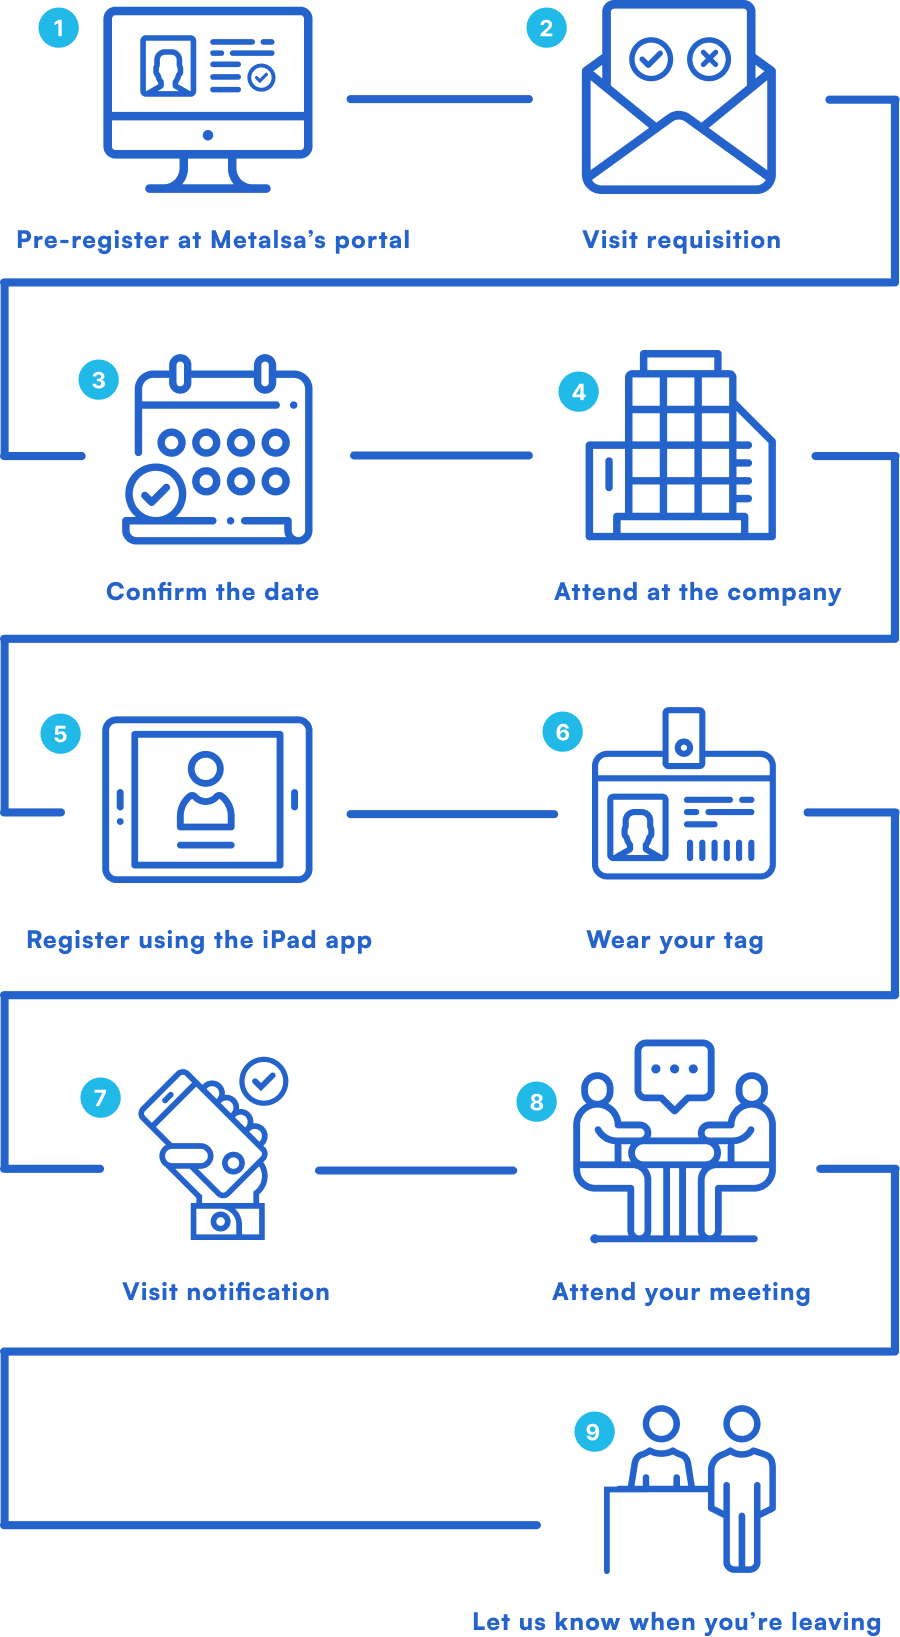 1
Pre-register at Metalsa’s portal
2
Visit requisition
3
Confirm the date
4
Attend at the company
5
Register using the iPad app
6
Wear your tag
7
Visit notification
8
Attend your meeting
9
Let us know when you’re leaving